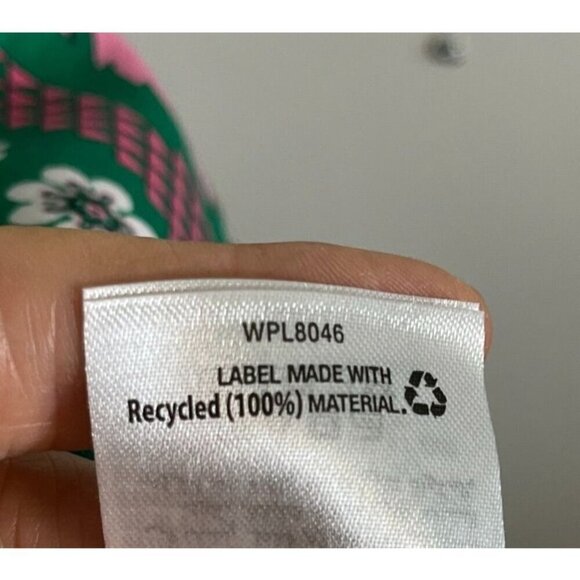 WPL8046
LABEL MADE WITH
Recycled (100%) MATERIAL.